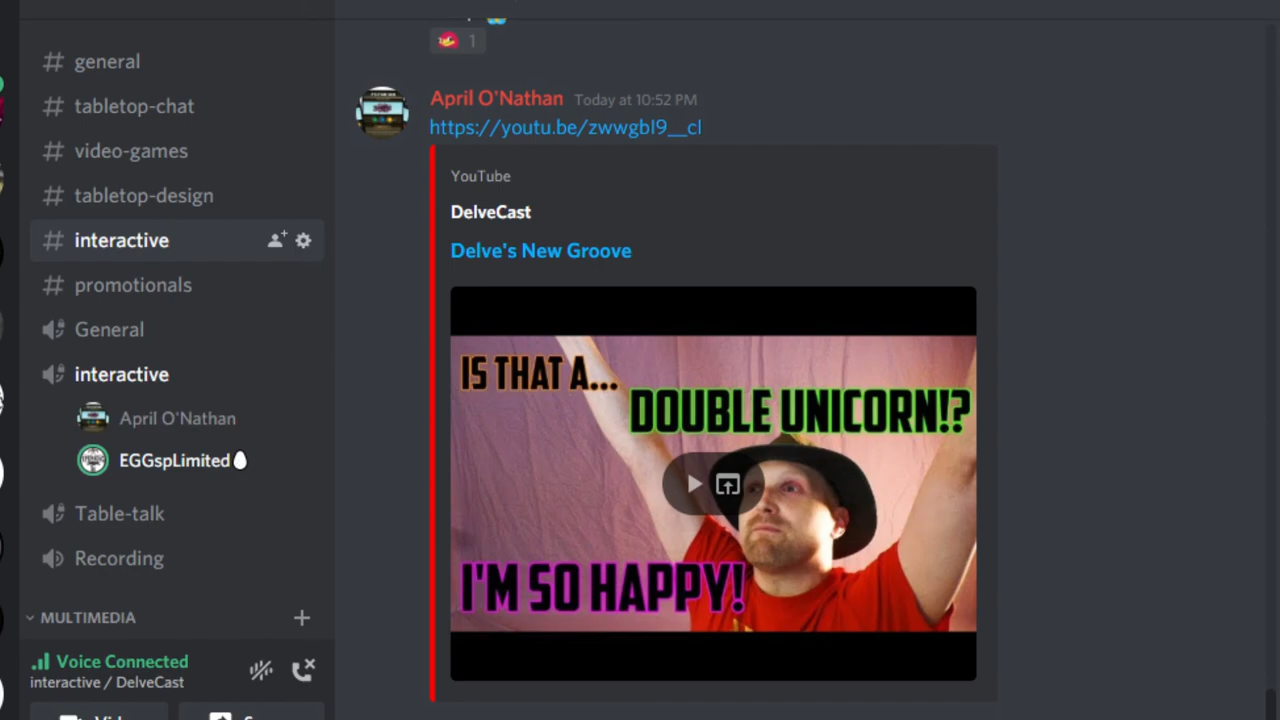 general
tabletop-chat
video-games
tabletop-design
interactive
promotionals
General
interactive
April O'Nathan
EGGspLimited
Table-talk
Recording
MULTIMEDIA
Voice Connected
interactive / DelveCast
1
April O'Nathan Today at 10:52 PM
https://youtu.be/zwwgbI9__cI
YouTube
DelveCast
Delve's New Groove
IS THAT A...
DOUBLE UNICORN!?
I'M SO HAPPY!